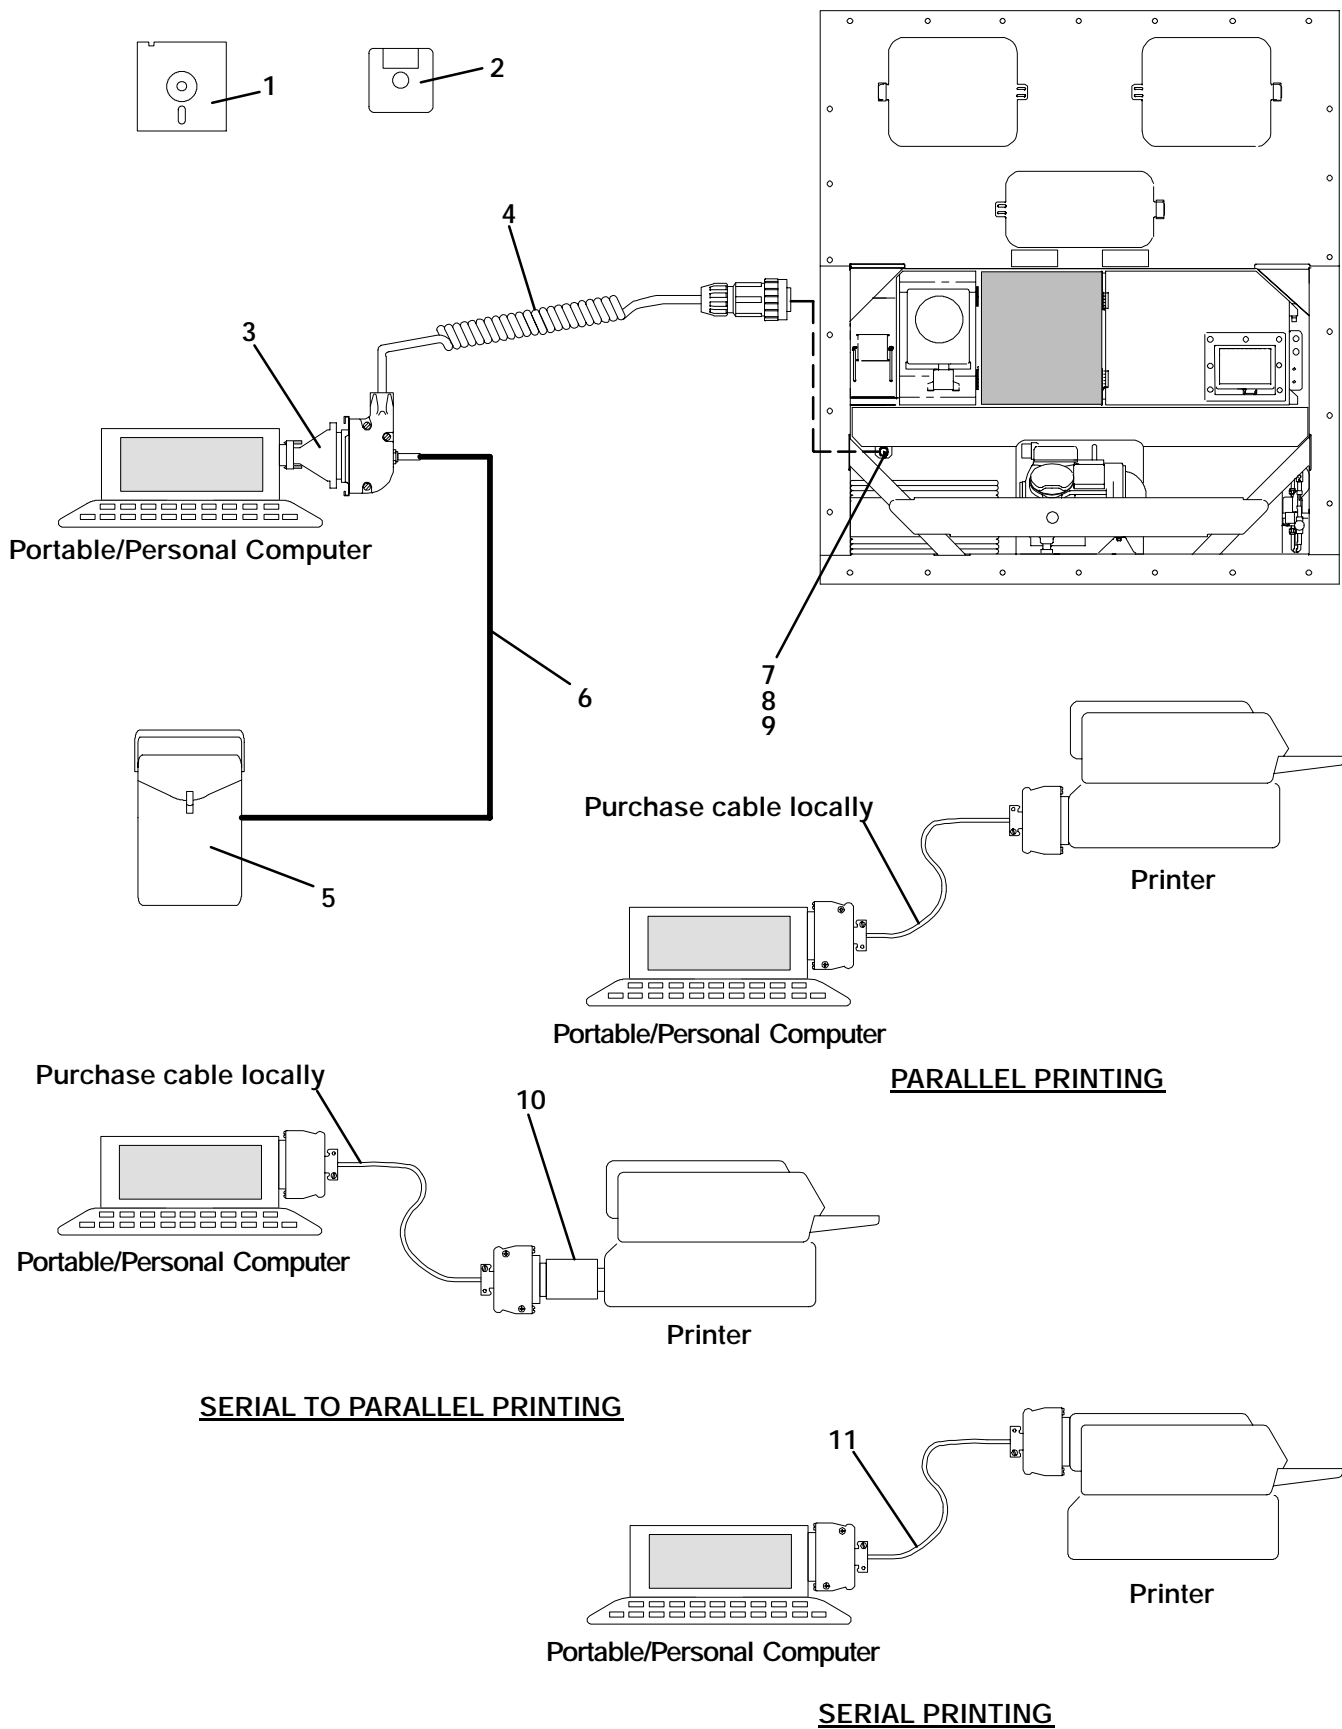 1
2
4
3
Portable/Personal Computer
6
7
8
9
5
Purchase cable locally
Printer
Portable/Personal Computer
PARALLEL PRINTING
Purchase cable locally
10
Portable/Personal Computer
Printer
SERIAL TO PARALLEL PRINTING
11
Printer
Portable/Personal Computer
SERIAL PRINTING